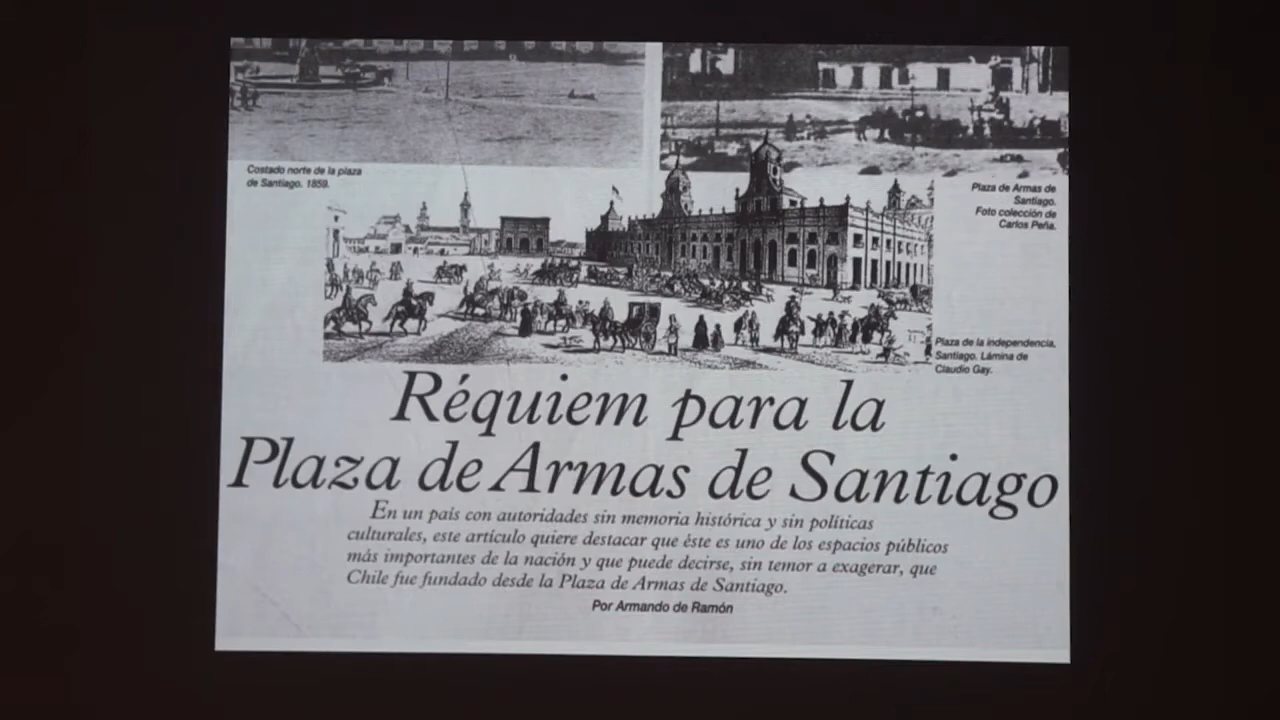 Costado norte de la plaza
de Santiago. 1859.
Plaza de Armas de
Santiago.
Foto colección de
Carlos Peña.
Plaza de la independencia,
Santiago. Lámina de
Claudio Gay.
Réquiem para la
Plaza de Armas de Santiago
En un país con autoridades sin memoria histórica y sin políticas
culturales, este artículo quiere destacar que éste es uno de los espacios públicos
más importantes de la nación y que puede decirse, sin temor a exagerar, que
Chile fue fundado desde la Plaza de Armas de Santiago.
Por Armando de Ramón